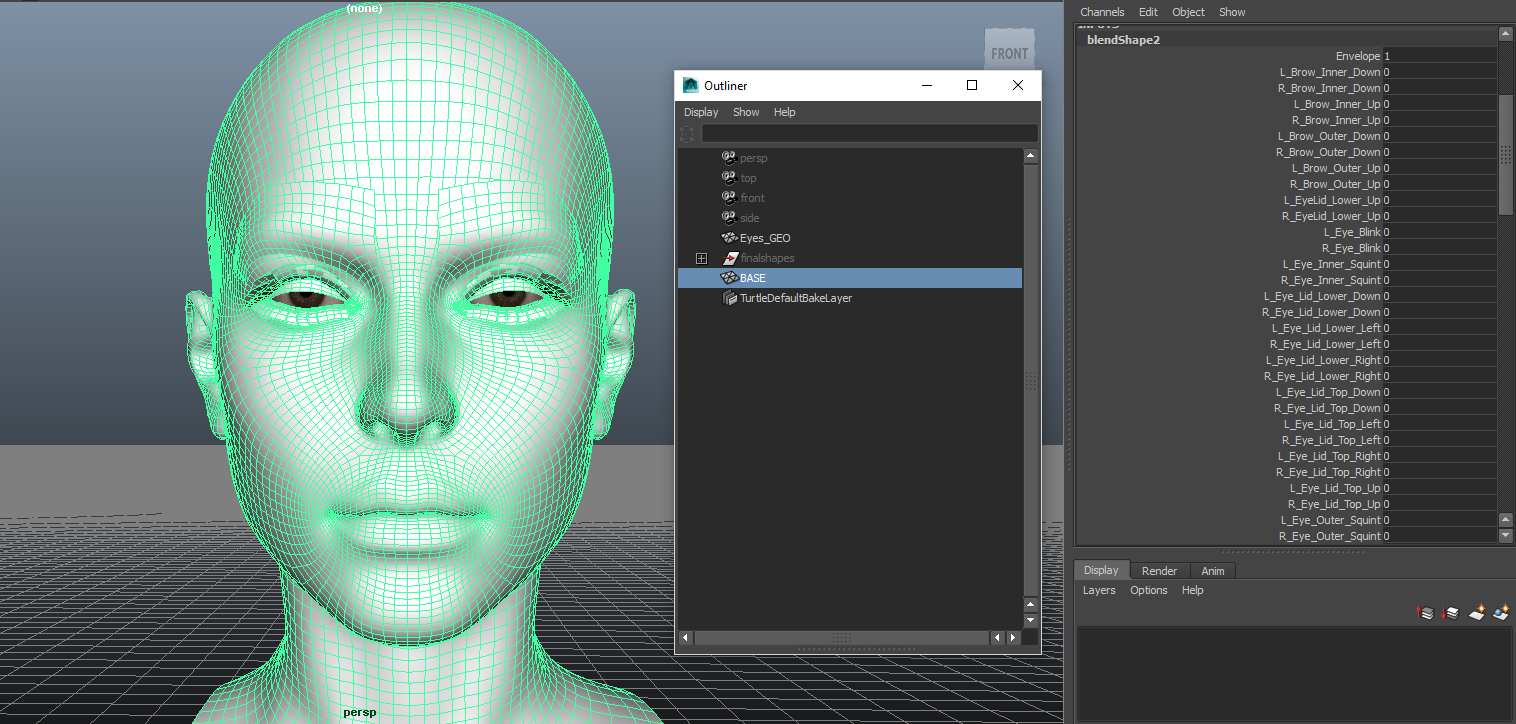 (none)
FRONT
persp
Outliner
Display Show Help
persp
top
front
side
Eyes_GEO
finalshapes
BASE
TurtleDefaultBakeLayer
Channels Edit Object Show
blendShape2
Envelope 1
L_Brow_Inner_Down 0
R_Brow_Inner_Down 0
L_Brow_Inner_Up 0
R_Brow_Inner_Up 0
L_Brow_Outer_Down 0
R_Brow_Outer_Down 0
L_Brow_Outer_Up 0
R_Brow_Outer_Up 0
L_EyeLid_Lower_Up 0
R_EyeLid_Lower_Up 0
L_Eye_Blink 0
R_Eye_Blink 0
L_Eye_Inner_Squint 0
R_Eye_Inner_Squint 0
L_Eye_Lid_Lower_Down 0
R_Eye_Lid_Lower_Down 0
L_Eye_Lid_Lower_Left 0
R_Eye_Lid_Lower_Left 0
L_Eye_Lid_Lower_Right 0
R_Eye_Lid_Lower_Right 0
L_Eye_Lid_Top_Down 0
R_Eye_Lid_Top_Down 0
L_Eye_Lid_Top_Left 0
R_Eye_Lid_Top_Left 0
L_Eye_Lid_Top_Right 0
R_Eye_Lid_Top_Right 0
L_Eye_Lid_Top_Up 0
R_Eye_Lid_Top_Up 0
L_Eye_Outer_Squint 0
R_Eye_Outer_Squint 0
Display Render Anim
Layers Options Help